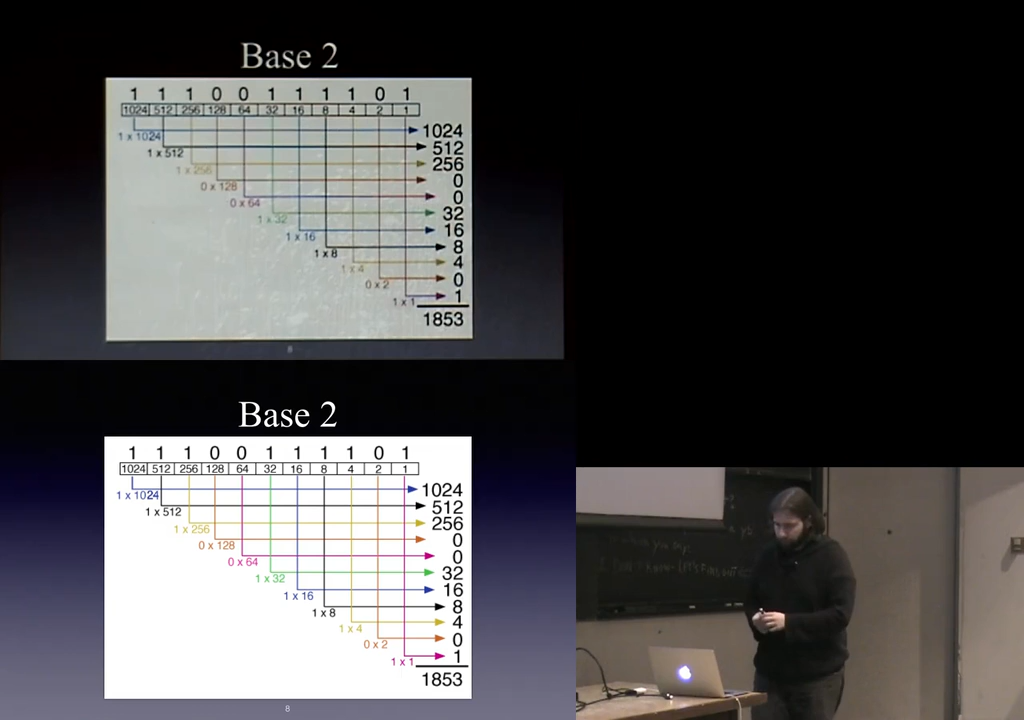 Base 2
1 1 1 0 0 1 1 1 1 0 1
1024 512 256 128 64 32 16 8 4 2 1
1 x 1024 1024
1 x 512 512
1 x 256 256
0 x 128 0
0 x 64 0
1 x 32 32
1 x 16 16
1 x 8 8
1 x 4 4
0 x 2 0
1 x 1 1
1853
8
Base 2
1 1 1 0 0 1 1 1 1 0 1
1024 512 256 128 64 32 16 8 4 2 1
1 x 1024 1024
1 x 512 512
1 x 256 256
0 x 128 0
0 x 64 0
1 x 32 32
1 x 16 16
1 x 8 8
1 x 4 4
0 x 2 0
1 x 1 1
1853
8